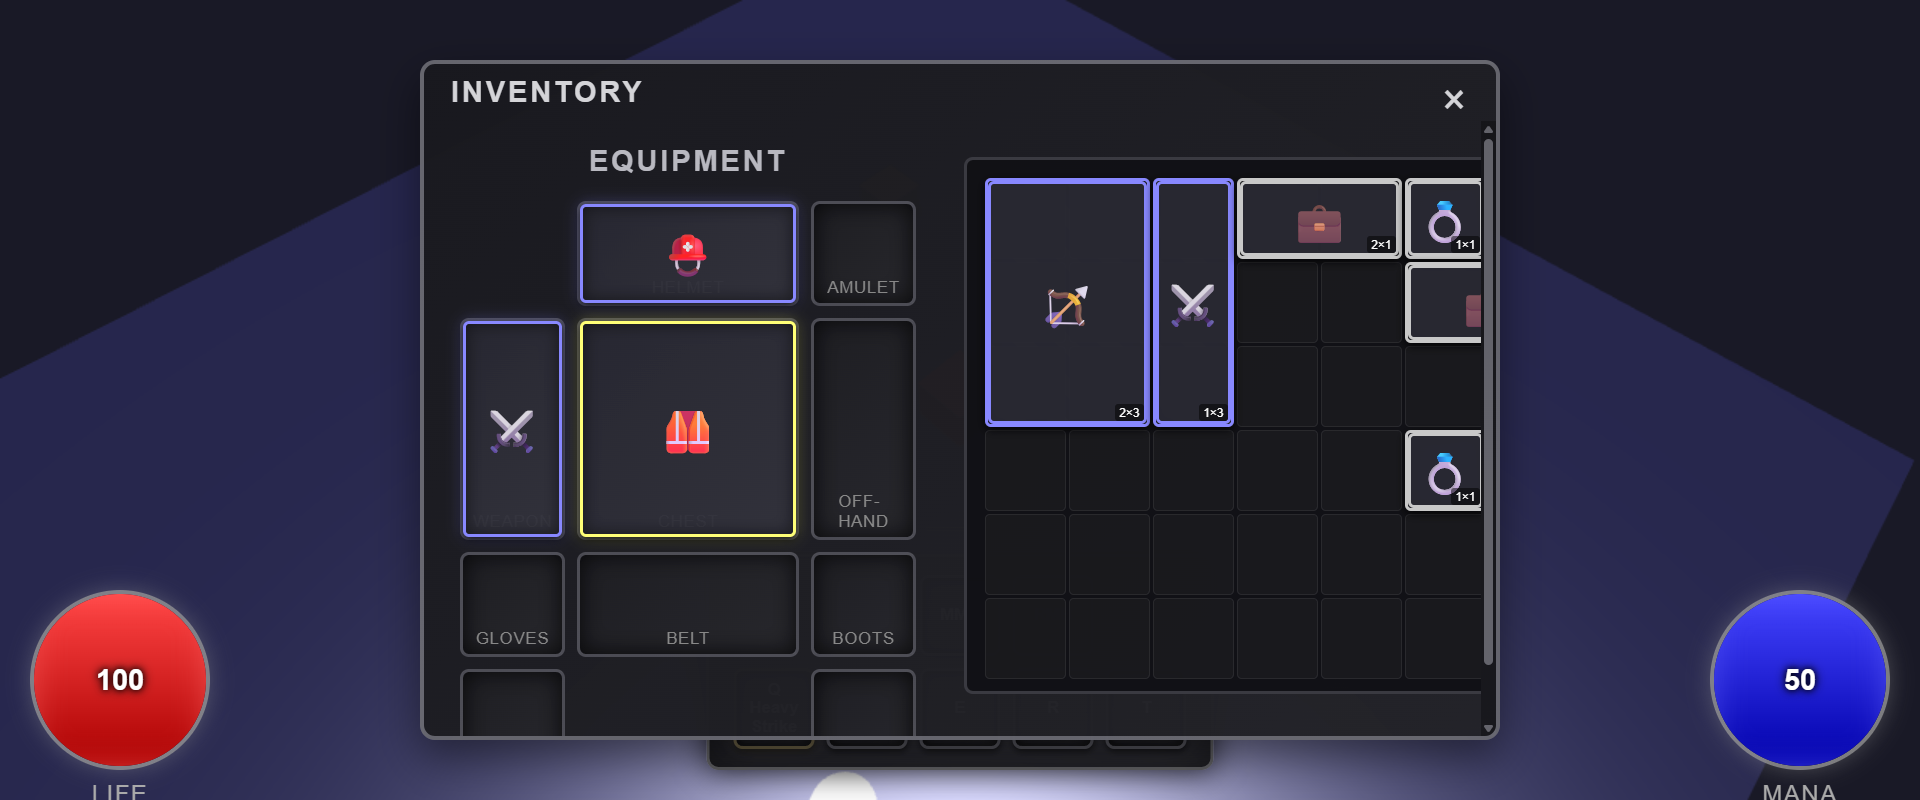 INVENTORY
×
EQUIPMENT
HELMET
AMULET
2×1
1×1
WEAPON
CHEST
OFF-
HAND
2×3
1×3
1×1
GLOVES
BELT
BOOTS
100
50
LIFE
MANA